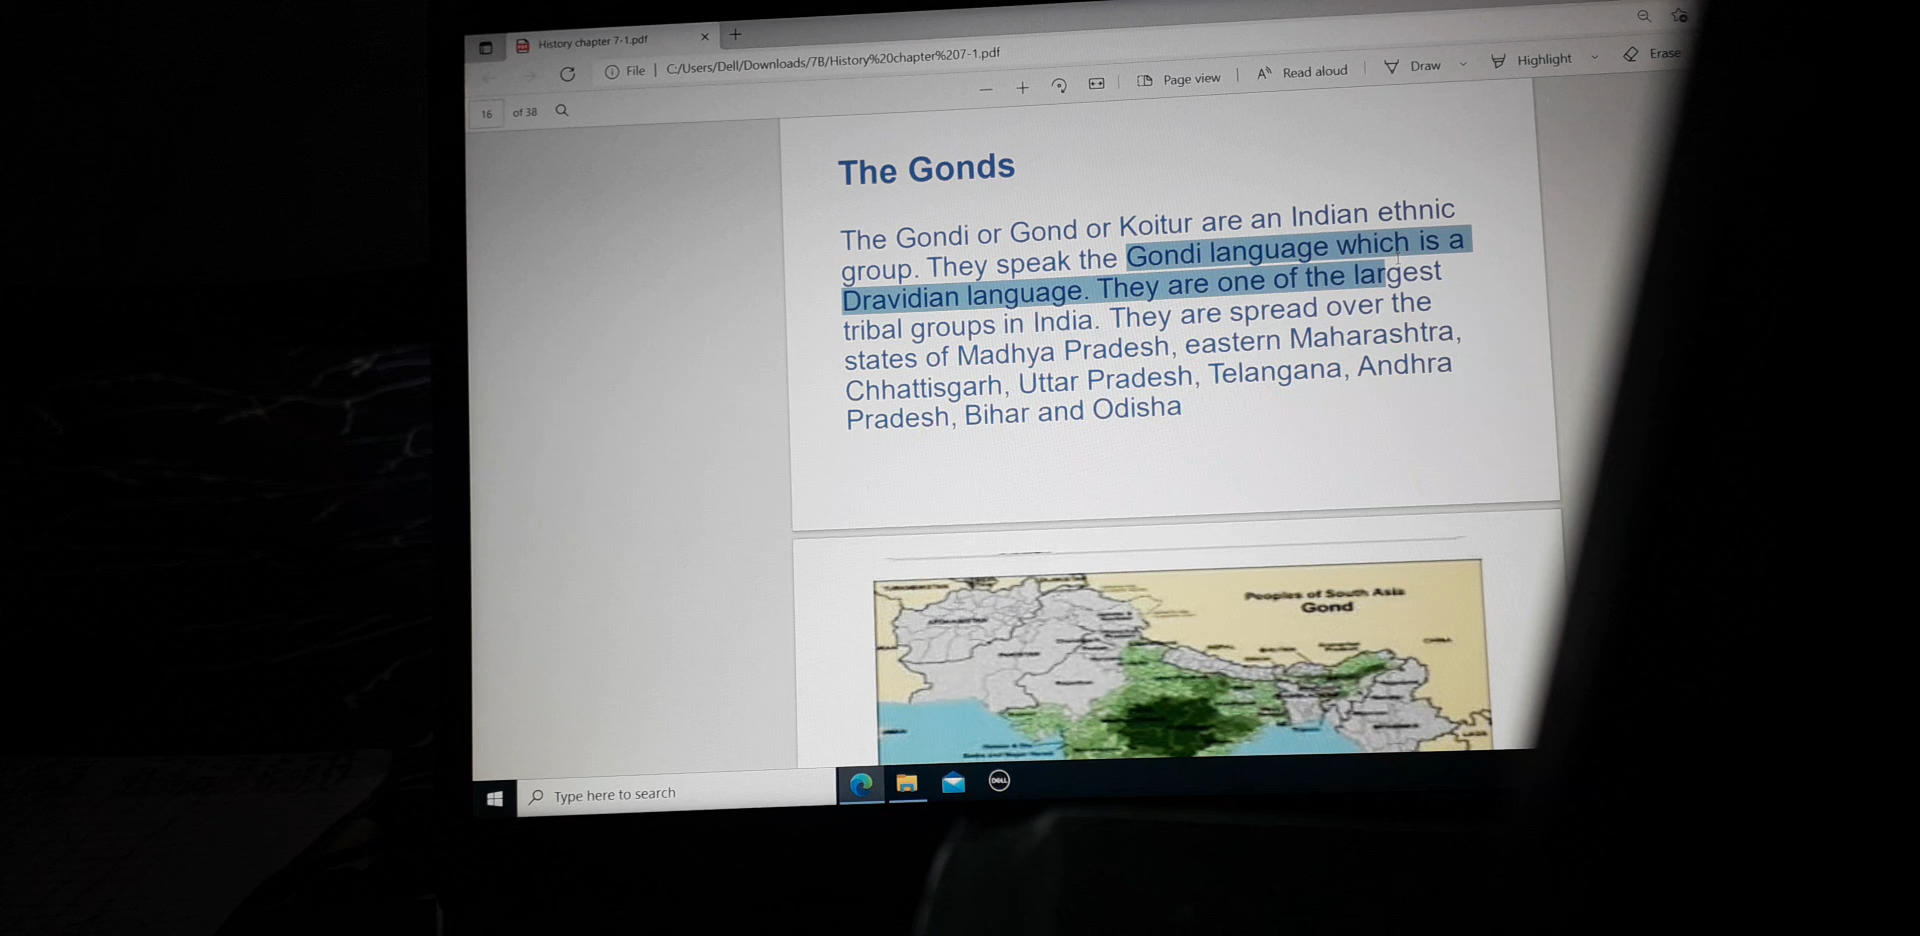 History chapter 7-1.pdf
File | C:/Users/Dell/Downloads/7B/History%20chapter%207-1.pdf
16 of 38
Page view | Read aloud | Draw Highlight Erase
The Gonds
The Gondi or Gond or Koitur are an Indian ethnic
group. They speak the Gondi language which is a
Dravidian language. They are one of the largest
tribal groups in India. They are spread over the
states of Madhya Pradesh, eastern Maharashtra,
Chhattisgarh, Uttar Pradesh, Telangana, Andhra
Pradesh, Bihar and Odisha
Peoples of South Asia
Gond
CHINA
Type here to search
DELL